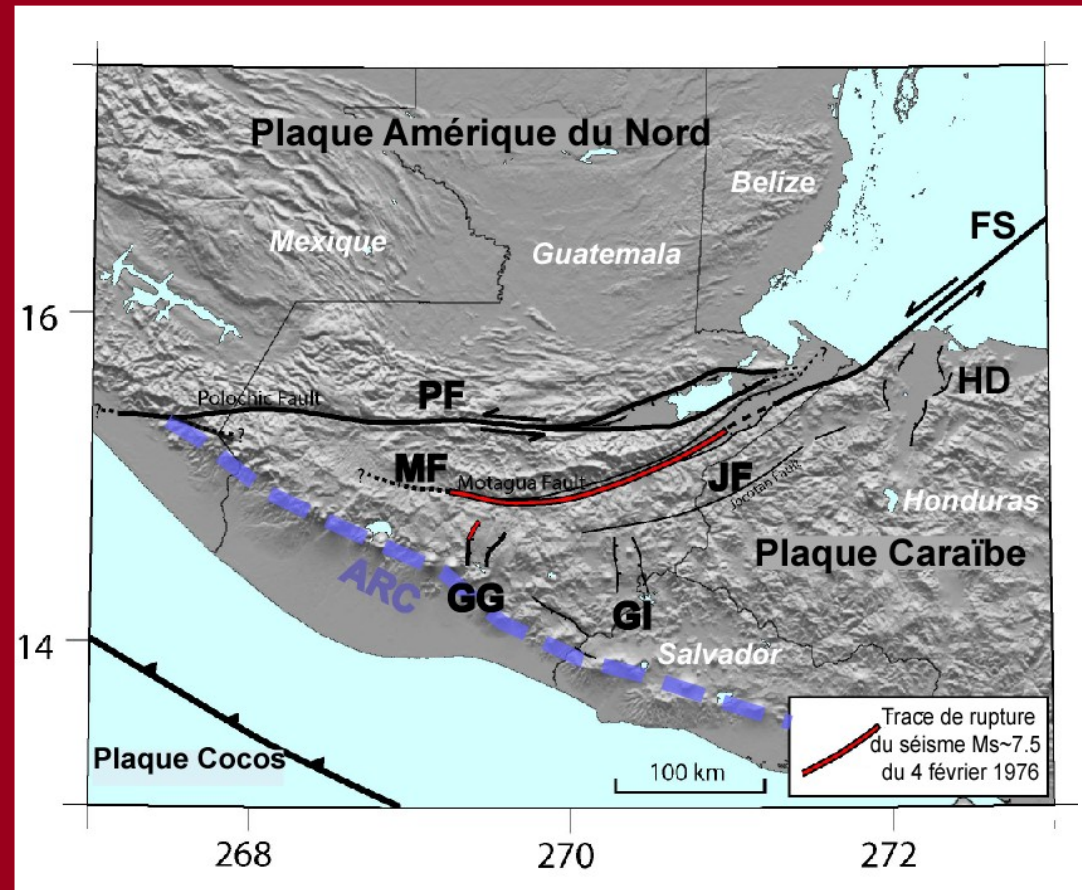 Plaque Amérique du Nord
Belize
Mexique
Guatemala
FS
16
?
HD
Polochic Fault
PF
?
?
MF
?
Motagua Fault
JF
Jocotan Fault
Honduras
Plaque Caraïbe
ARC
GG
GI
14
Salvador
Plaque Cocos
100 km
Trace de rupture
du séisme Ms~7.5
du 4 février 1976
268
270
272